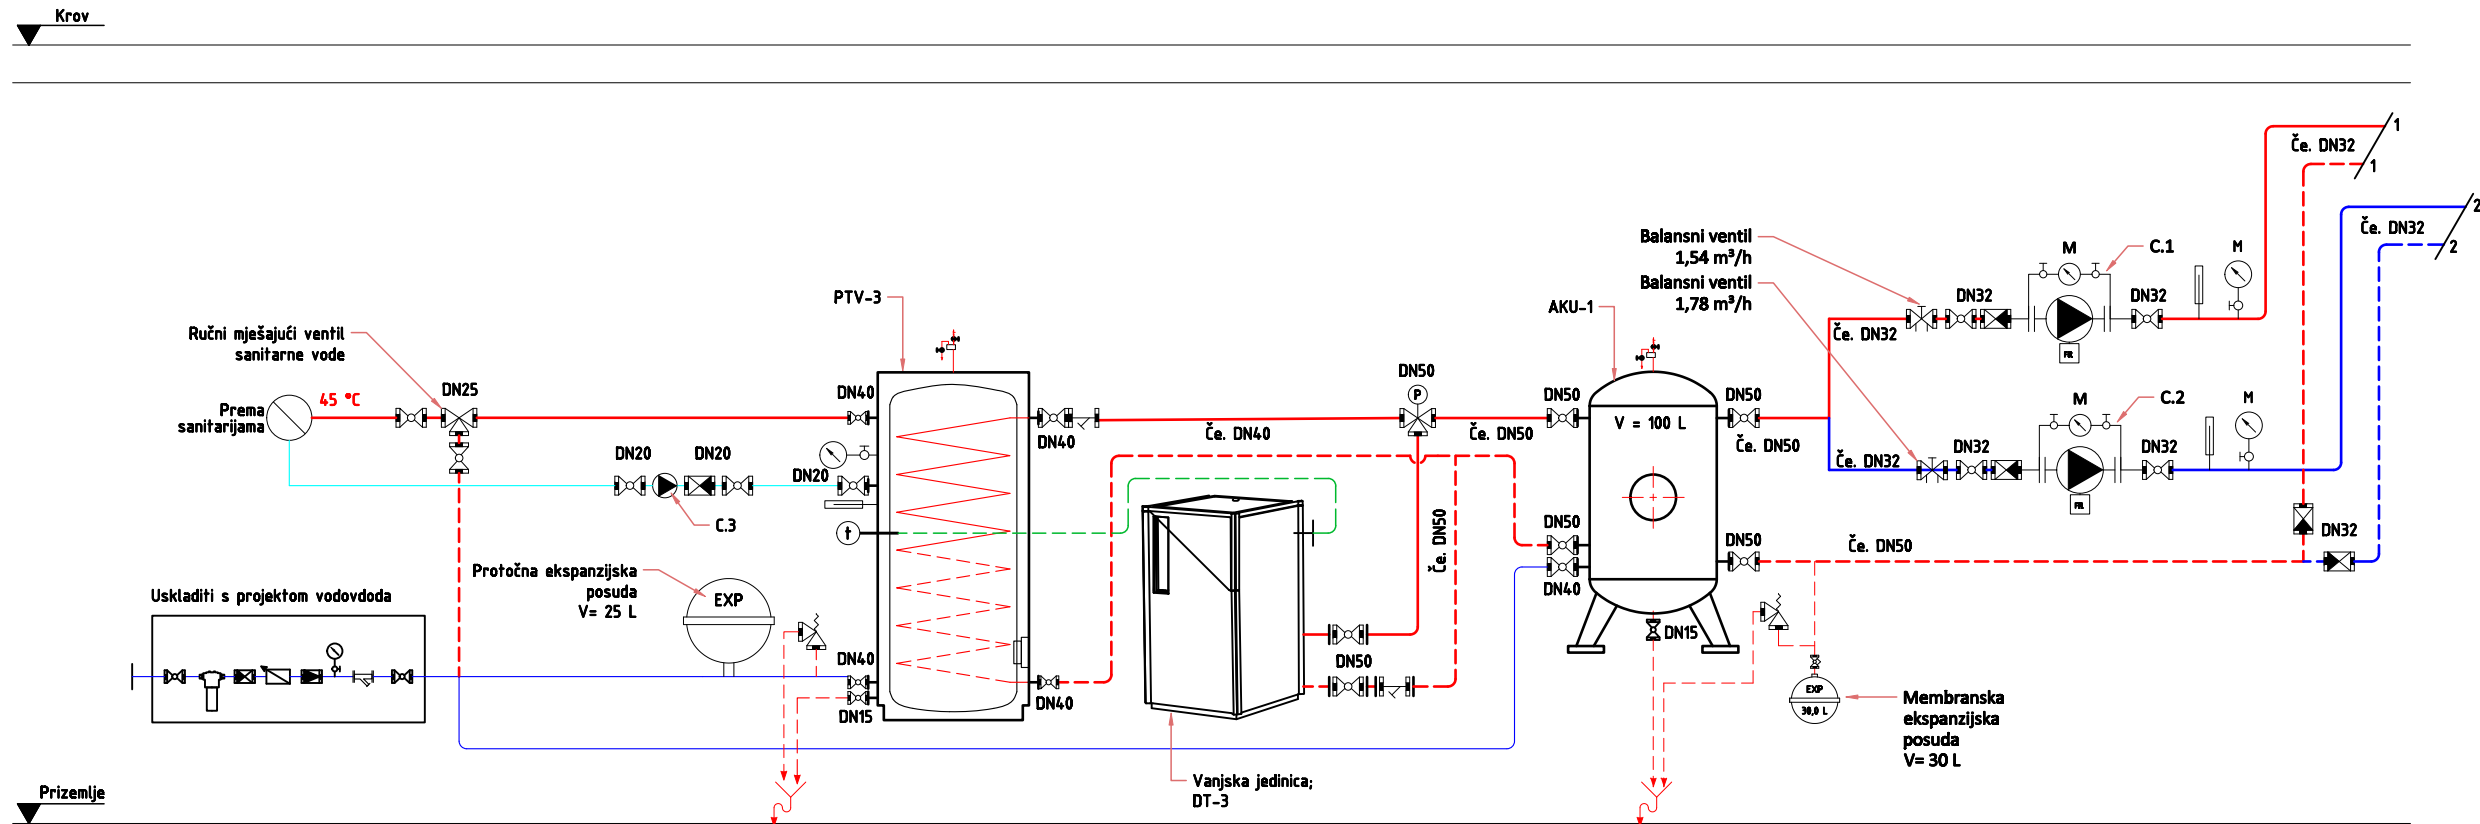 Krov
1
Če. DN32
1
2
Če. DN32
2
Balansni ventil
1,54 m³/h
M
C.1
M
Balansni ventil
1,78 m³/h
DN32
DN32
Če. DN32
FR
PTV-3
AKU-1
Ručni mješajući ventil
sanitarne vode
DN25
45 °C
Prema
sanitarijama
DN40
DN40
Če. DN40
DN50
P
Če. DN50
DN50
V = 100 L
DN50
Če. DN50
M
C.2
M
DN32
DN32
Če. DN32
FR
DN20
DN20
DN20
C.3
t
Če. DN50
DN50
DN40
DN50
Če. DN50
DN32
Protočna ekspanzijska
posuda
V= 25 L
EXP
Uskladiti s projektom vodovdoda
DN40
DN15
DN40
DN50
DN15
EXP
30,0 L
Membranska
ekspanzijska
posuda
V= 30 L
Vanjska jedinica;
DT-3
Prizemlje